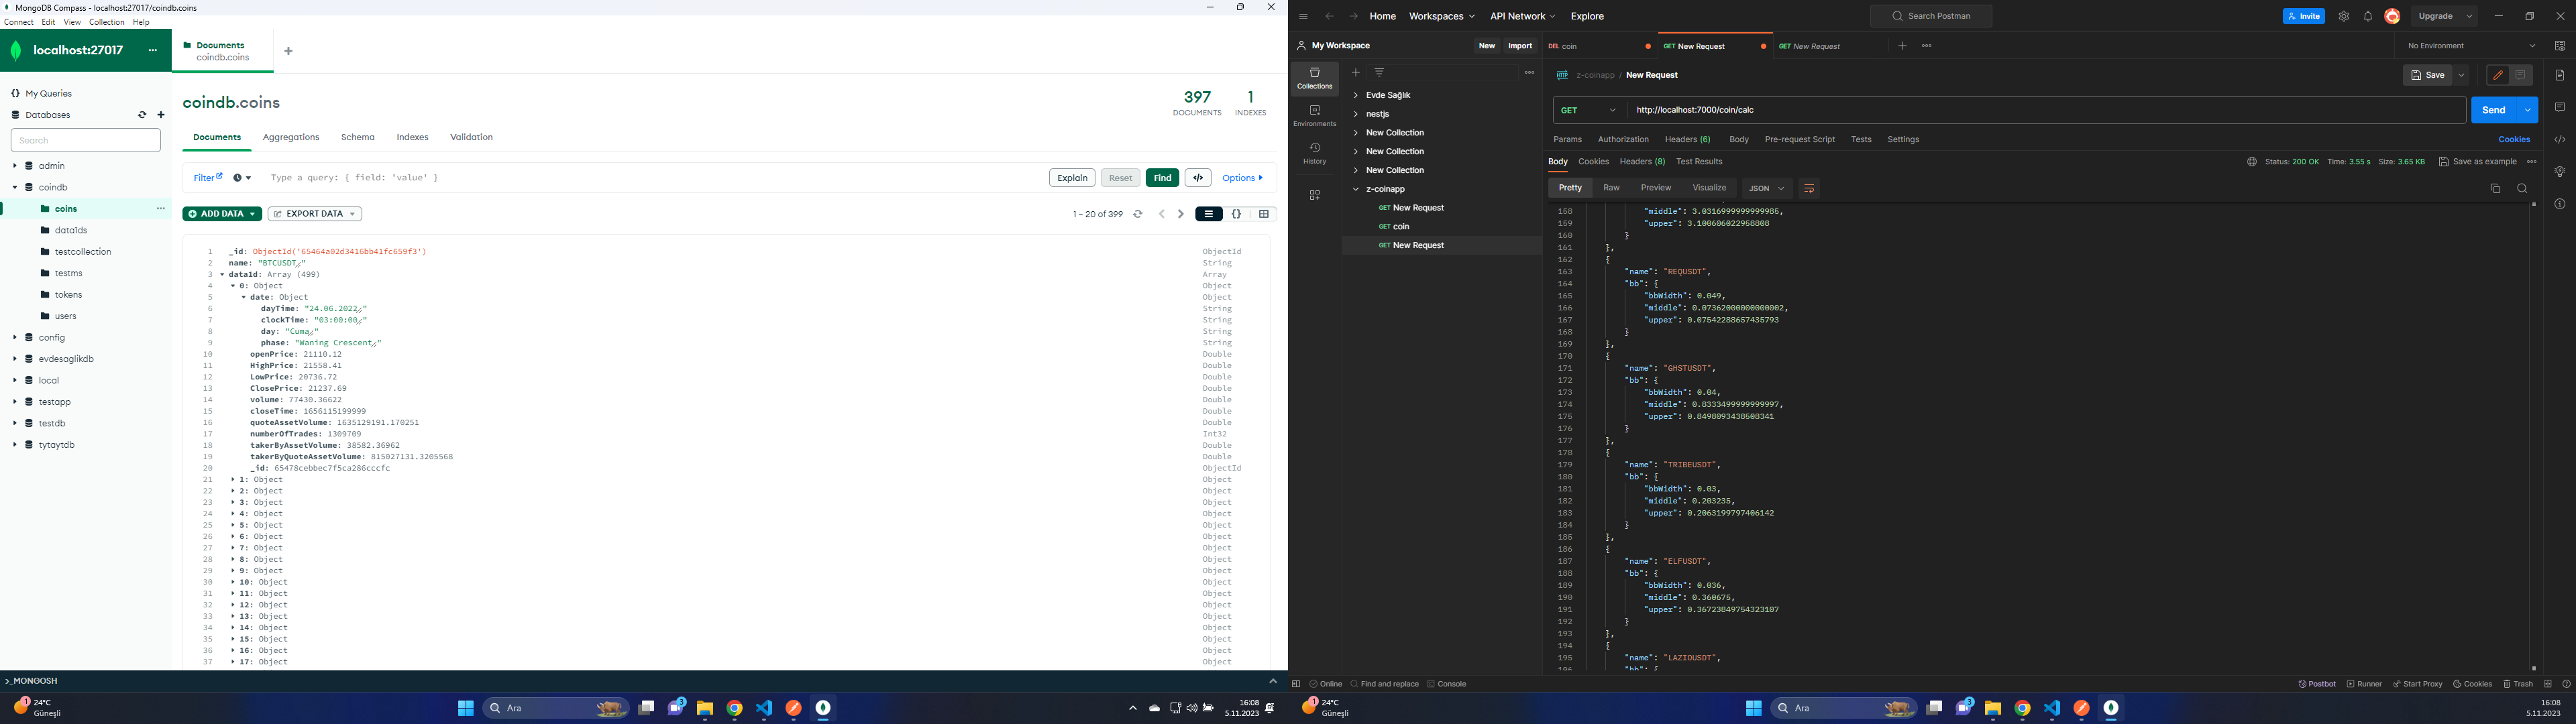 MongoDB Compass - localhost:27017/coindb.coins
Connect Edit View Collection Help
localhost:27017 ...
Documents
coindb.coins
{} My Queries
Databases
Search
admin
coindb
coins
data1ds
testcollection
testms
tokens
users
config
evdesaglikdb
local
testapp
testdb
tytaytdb
coindb.coins
397
DOCUMENTS
1
INDEXES
Documents Aggregations Schema Indexes Validation
Filter Type a query: { field: 'value' } Explain Reset Find </> Options
ADD DATA EXPORT DATA 1 - 20 of 399 {}
1 _id: ObjectId('65464a02d3416bb41fc659f3') ObjectId
2 name: "BTCUSDT" String
3 data1d: Array (499) Array
4 0: Object Object
5 date: Object Object
6 dayTime: "24.06.2022" String
7 clockTime: "03:00:00" String
8 day: "Cuma" String
9 phase: "Waning Crescent" String
10 openPrice: 21110.12 Double
11 HighPrice: 21558.41 Double
12 LowPrice: 20736.72 Double
13 ClosePrice: 21237.69 Double
14 volume: 77430.36622 Double
15 closeTime: 1656115199999 Double
16 quoteAssetVolume: 1635129191.170251 Double
17 numberOfTrades: 1309709 Int32
18 takerByAssetVolume: 38582.36962 Double
19 takerByQuoteAssetVolume: 815027131.3205568 Double
20 _id: 65478cebbec7f5ca286cccfc ObjectId
21 1: Object Object
22 2: Object Object
23 3: Object Object
24 4: Object Object
25 5: Object Object
26 6: Object Object
27 7: Object Object
28 8: Object Object
29 9: Object Object
30 10: Object Object
31 11: Object Object
32 12: Object Object
33 13: Object Object
34 14: Object Object
35 15: Object Object
36 16: Object Object
37 17: Object Object
>_MONGOSH
24°C
Güneşli
Ara
3
16:08
5.11.2023
Home Workspaces API Network Explore
Search Postman
Invite Upgrade
My Workspace New Import
DEL coin GET New Request GET New Request
No Environment
Collections
Environments
History
Evde Sağlık
nestjs
New Collection
New Collection
New Collection
z-coinapp
GET New Request
GET coin
GET New Request
HTTP z-coinapp / New Request Save
GET http://localhost:7000/coin/calc Send
Params Authorization Headers (6) Body Pre-request Script Tests Settings Cookies
Body Cookies Headers (8) Test Results Status: 200 OK Time: 3.55 s Size: 3.65 KB Save as example
Pretty Raw Preview Visualize JSON
158 "middle": 3.0316999999999985,
159 "upper": 3.100606022958808
160 }
161 },
162 {
163 "name": "REQUSDT",
164 "bb": {
165 "bbWidth": 0.049,
166 "middle": 0.07362000000000002,
167 "upper": 0.07542288657435793
168 }
169 },
170 {
171 "name": "GHSTUSDT",
172 "bb": {
173 "bbWidth": 0.04,
174 "middle": 0.8333499999999997,
175 "upper": 0.8498093438608341
176 }
177 },
178 {
179 "name": "TRIBEUSDT",
180 "bb": {
181 "bbWidth": 0.03,
182 "middle": 0.203235,
183 "upper": 0.2063199797406142
184 }
185 },
186 {
187 "name": "ELFUSDT",
188 "bb": {
189 "bbWidth": 0.036,
190 "middle": 0.360675,
191 "upper": 0.36723849754323107
192 }
193 },
194 {
195 "name": "LAZIOUSDT",
196 "bb": {
Online Find and replace Console Postbot Runner Start Proxy Cookies Trash
24°C
Güneşli
Ara
3
16:08
5.11.2023